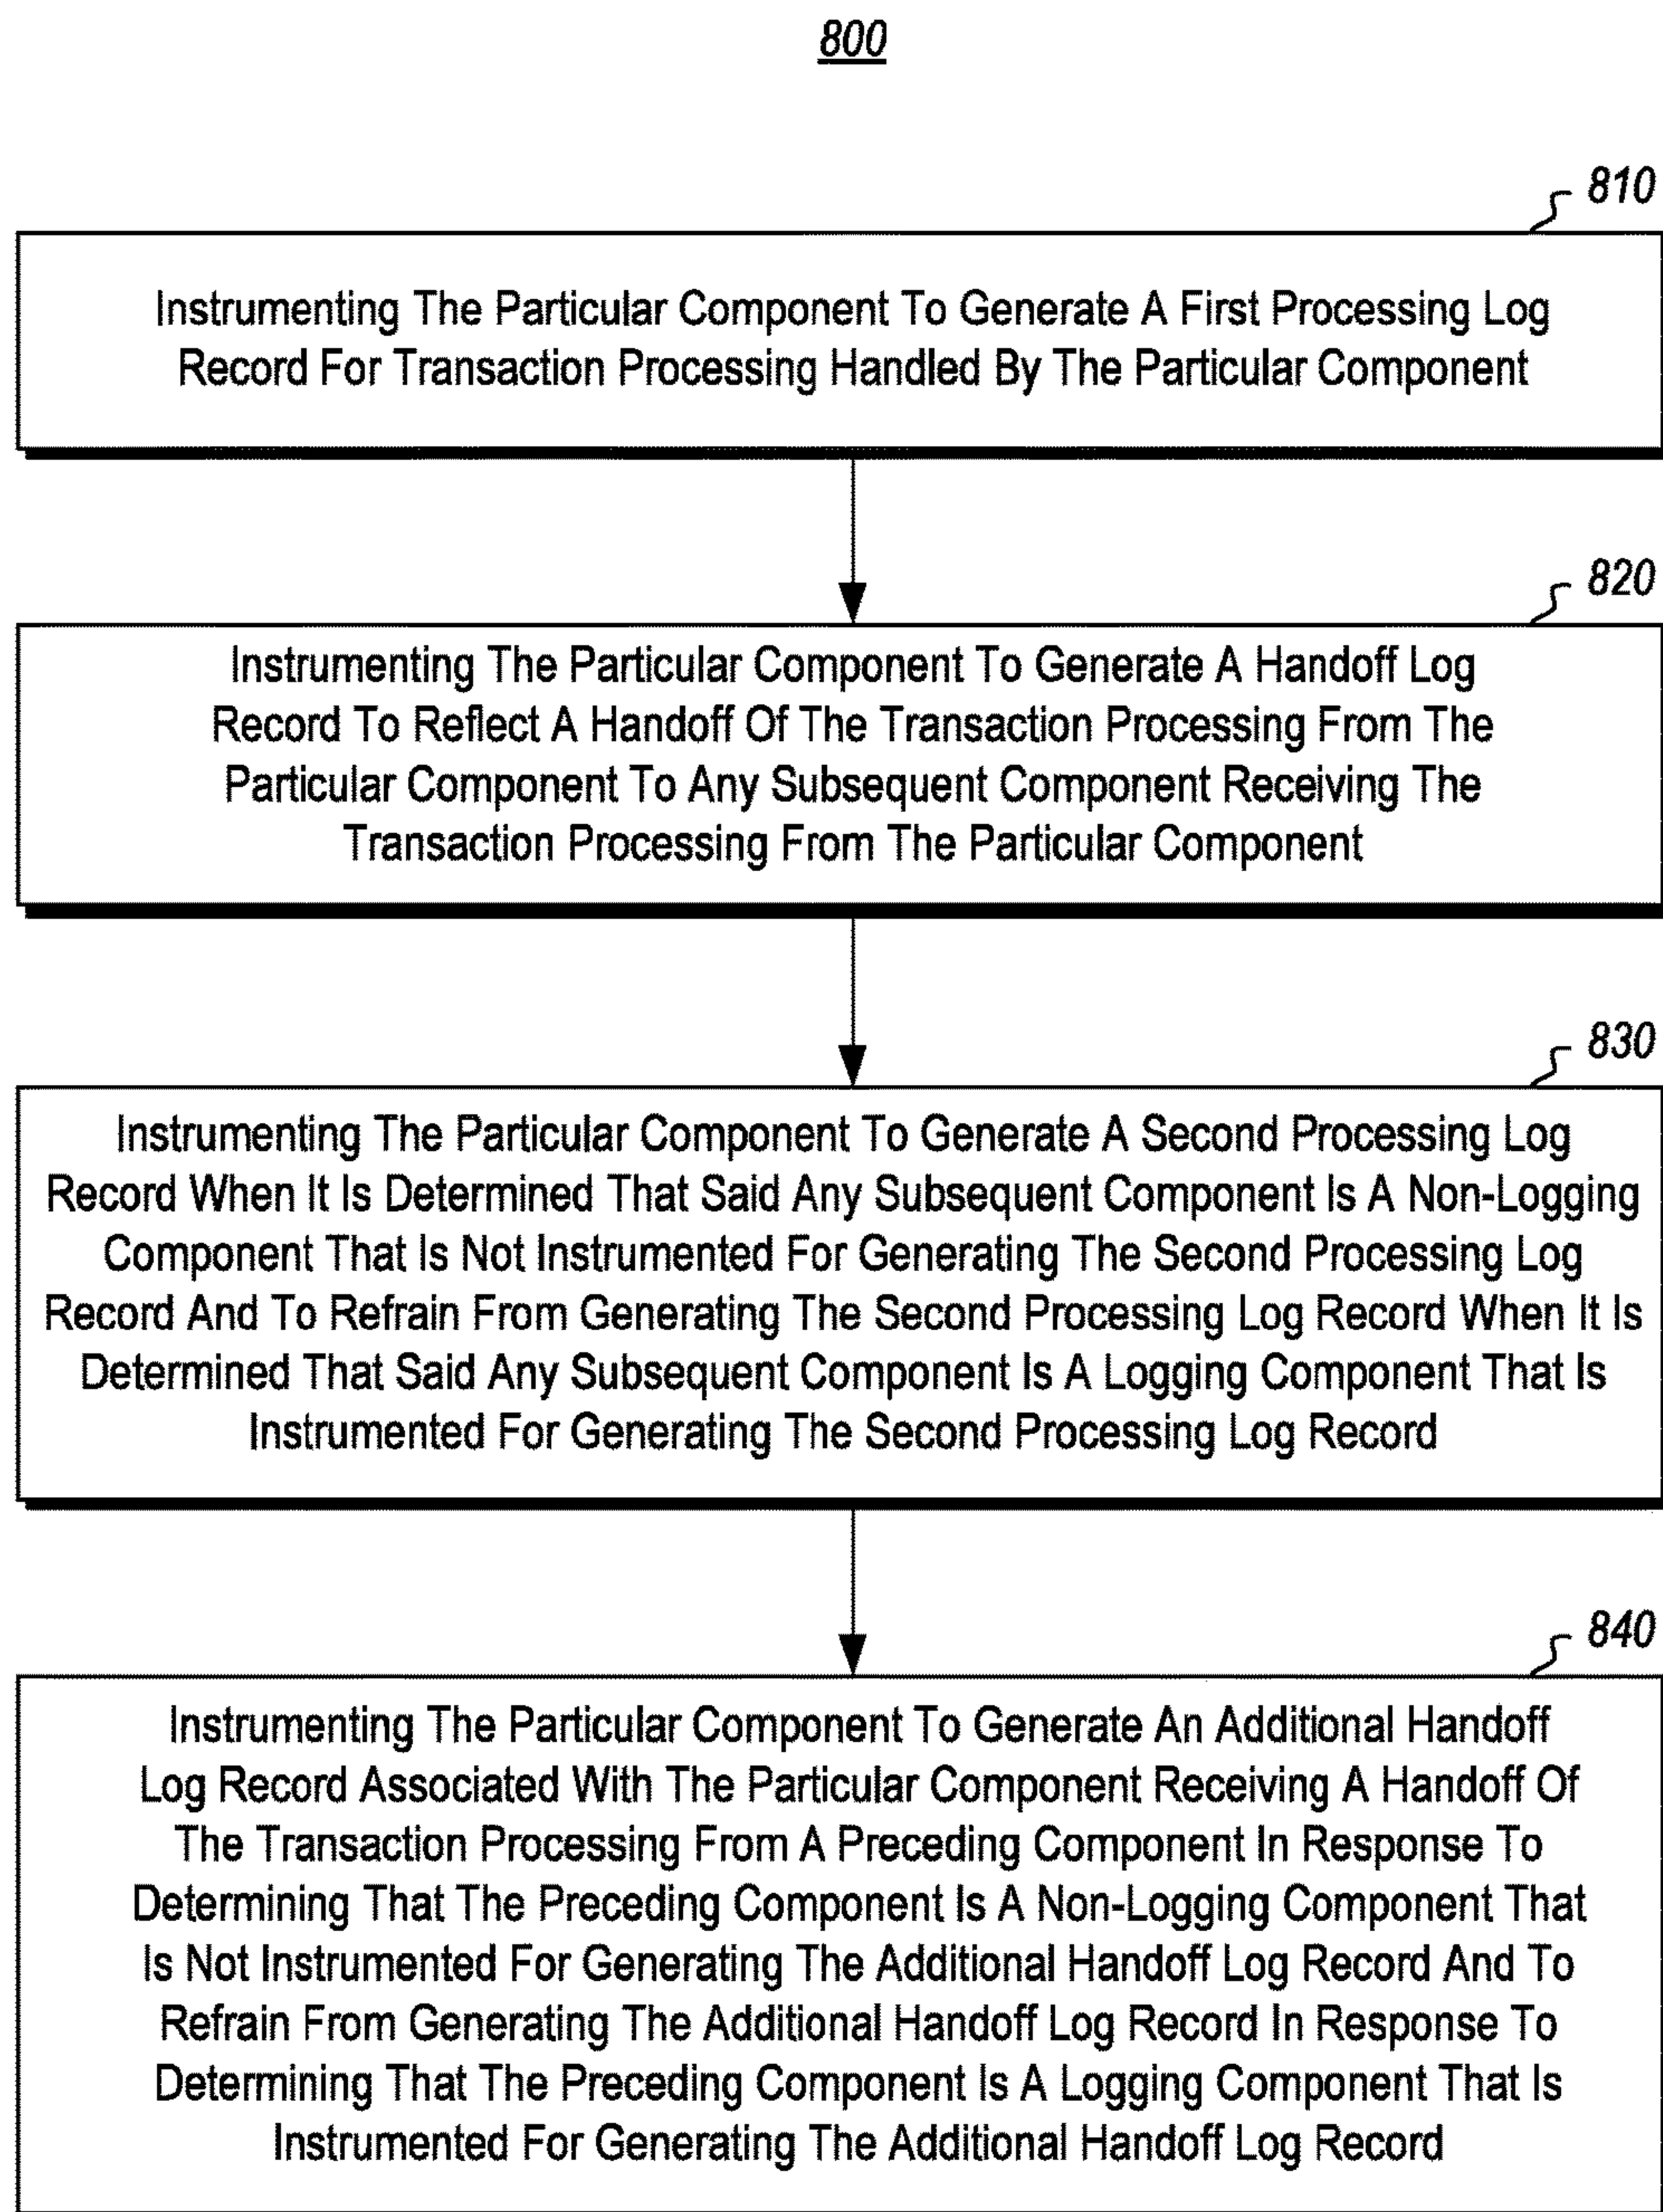 800
810
Instrumenting The Particular Component To Generate A First Processing Log
Record For Transaction Processing Handled By The Particular Component
820
Instrumenting The Particular Component To Generate A Handoff Log
Record To Reflect A Handoff Of The Transaction Processing From The
Particular Component To Any Subsequent Component Receiving The
Transaction Processing From The Particular Component
830
Instrumenting The Particular Component To Generate A Second Processing Log
Record When It Is Determined That Said Any Subsequent Component Is A Non-Logging
Component That Is Not Instrumented For Generating The Second Processing Log
Record And To Refrain From Generating The Second Processing Log Record When It Is
Determined That Said Any Subsequent Component Is A Logging Component That Is
Instrumented For Generating The Second Processing Log Record
840
Instrumenting The Particular Component To Generate An Additional Handoff
Log Record Associated With The Particular Component Receiving A Handoff Of
The Transaction Processing From A Preceding Component In Response To
Determining That The Preceding Component Is A Non-Logging Component That
Is Not Instrumented For Generating The Additional Handoff Log Record And To
Refrain From Generating The Additional Handoff Log Record In Response To
Determining That The Preceding Component Is A Logging Component That Is
Instrumented For Generating The Additional Handoff Log Record